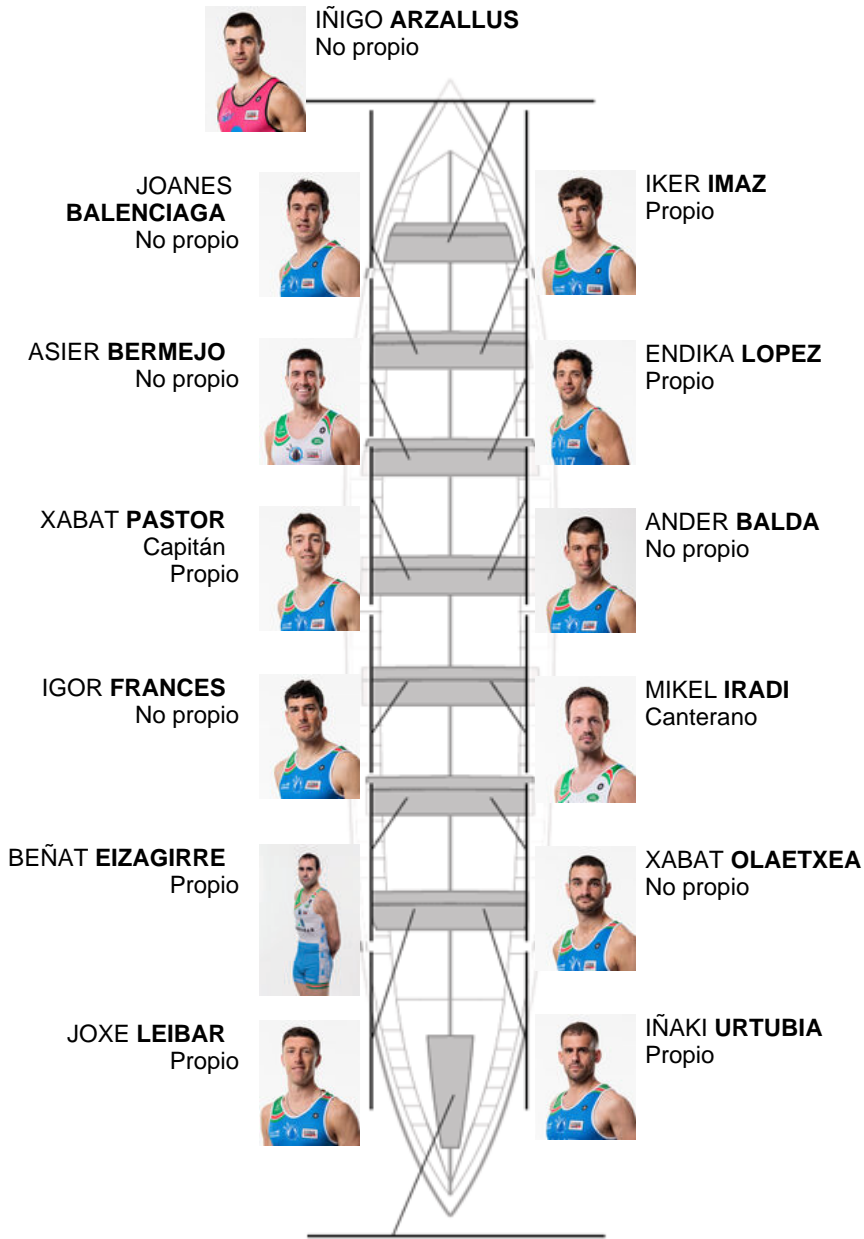 IÑIGO ARZALLUS
No propio
JOANES
BALENCIAGA
No propio
IKER IMAZ
Propio
ASIER BERMEJO
No propio
ENDIKA LOPEZ
Propio
XABAT PASTOR
Capitán
Propio
ANDER BALDA
No propio
IGOR FRANCES
No propio
MIKEL IRADI
Canterano
BEÑAT EIZAGIRRE
Propio
XABAT OLAETXEA
No propio
JOXE LEIBAR
Propio
IÑAKI URTUBIA
Propio